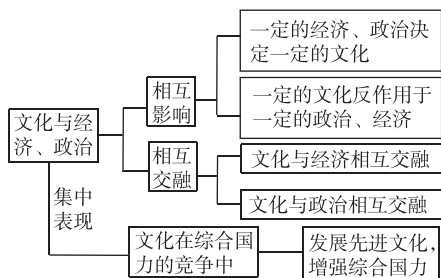 一定的经济、政治决
定一定的文化
相互
影响
一定的文化反作用于
一定的政治、经济
文化与经
济、政治
相互
交融
文化与经济相互交融
文化与政治相互交融
集中
表现
文化在综合国
力的竞争中
发展先进文化,
增强综合国力